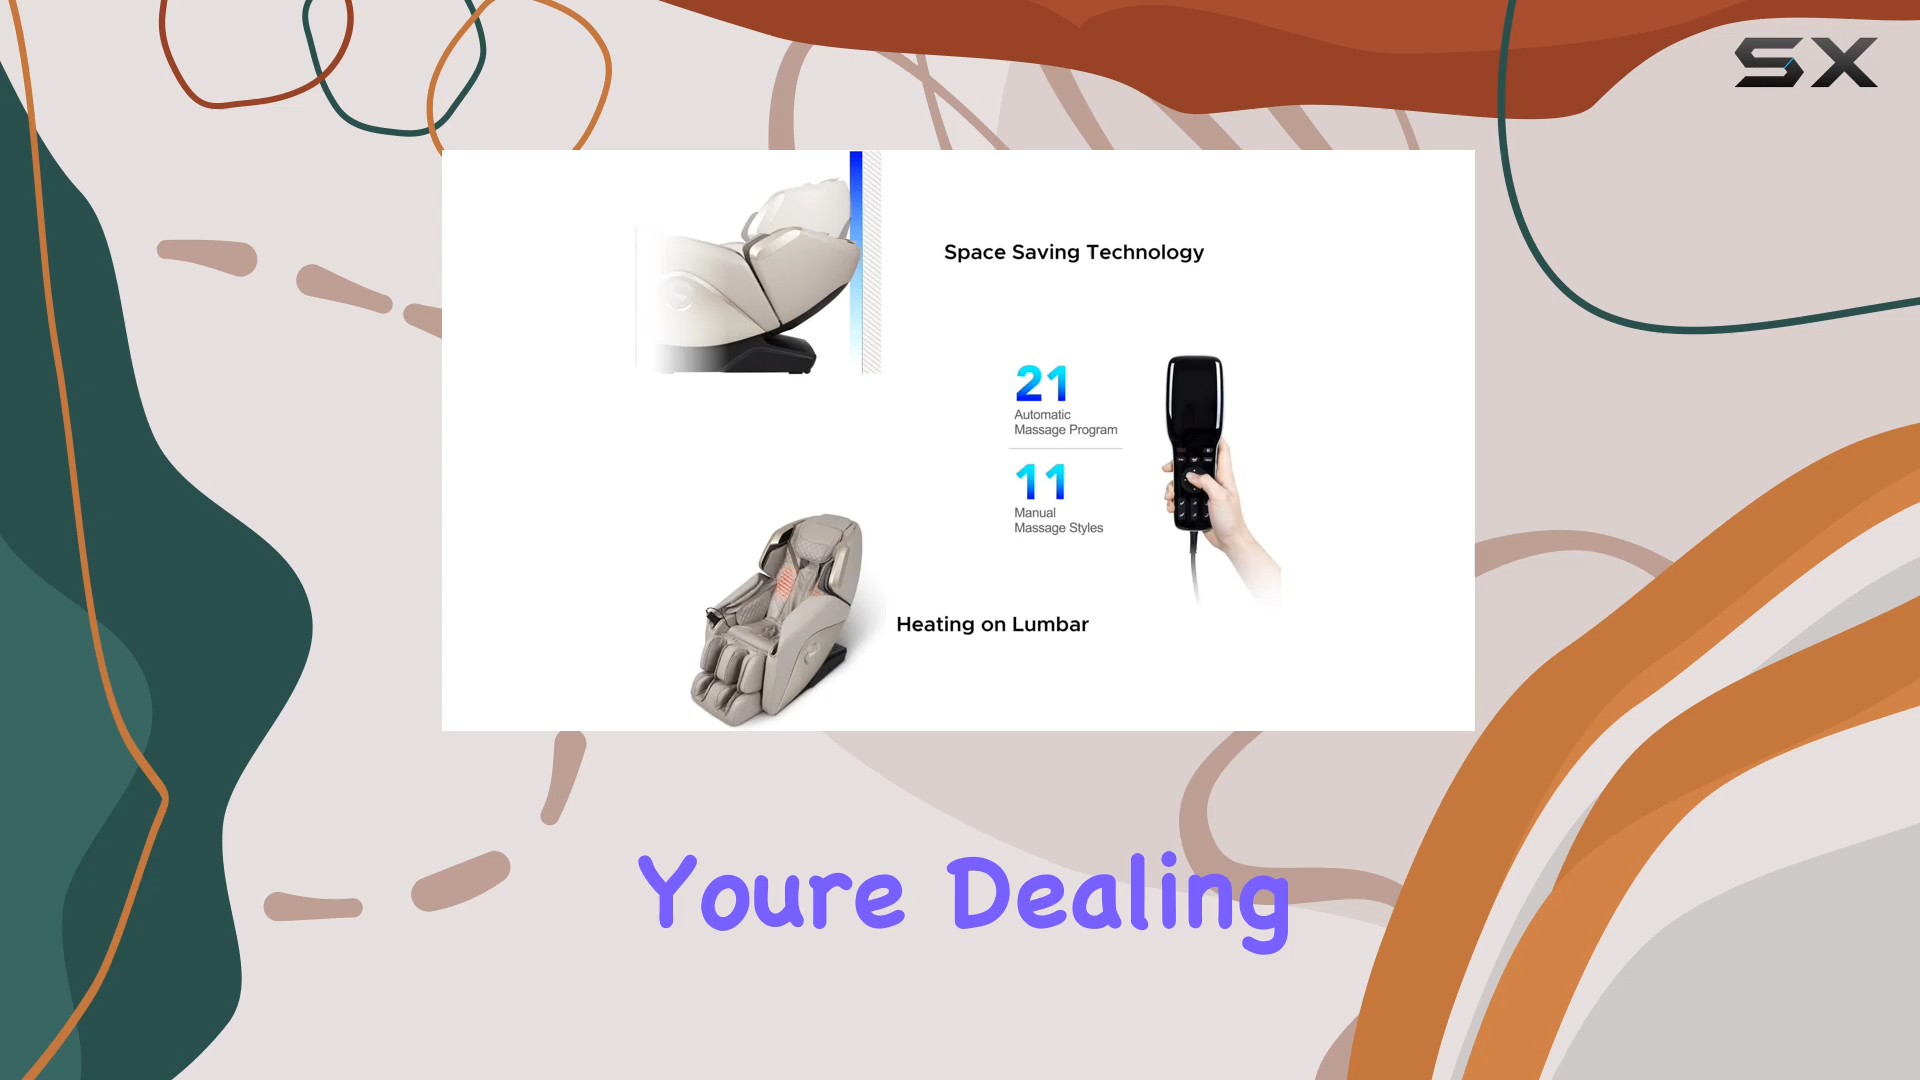 SX
Space Saving Technology
21
Automatic
Massage Program
11
Manual
Massage Styles
Heating on Lumbar
Youre Dealing